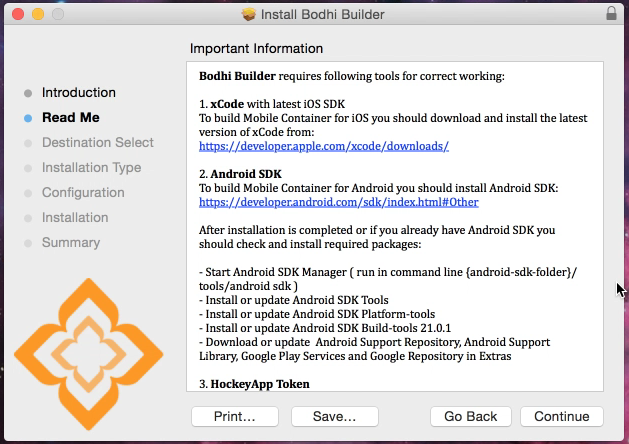 Install Bodhi Builder
Important Information
Introduction
Read Me
Destination Select
Installation Type
Configuration
Installation
Summary
Bodhi Builder requires following tools for correct working:
1. xCode with latest iOS SDK
To build Mobile Container for iOS you should download and install the latest
version of xCode from:
https://developer.apple.com/xcode/downloads/
2. Android SDK
To build Mobile Container for Android you should install Android SDK:
https://developer.android.com/sdk/index.html#Other
After installation is completed or if you already have Android SDK you
should check and install required packages:
- Start Android SDK Manager ( run in command line {android-sdk-folder}/
tools/android sdk )
- Install or update Android SDK Tools
- Install or update Android SDK Platform-tools
- Install or update Android SDK Build-tools 21.0.1
- Download or update  Android Support Repository, Android Support
Library, Google Play Services and Google Repository in Extras
3. HockeyApp Token
Print...
Save...
Go Back
Continue